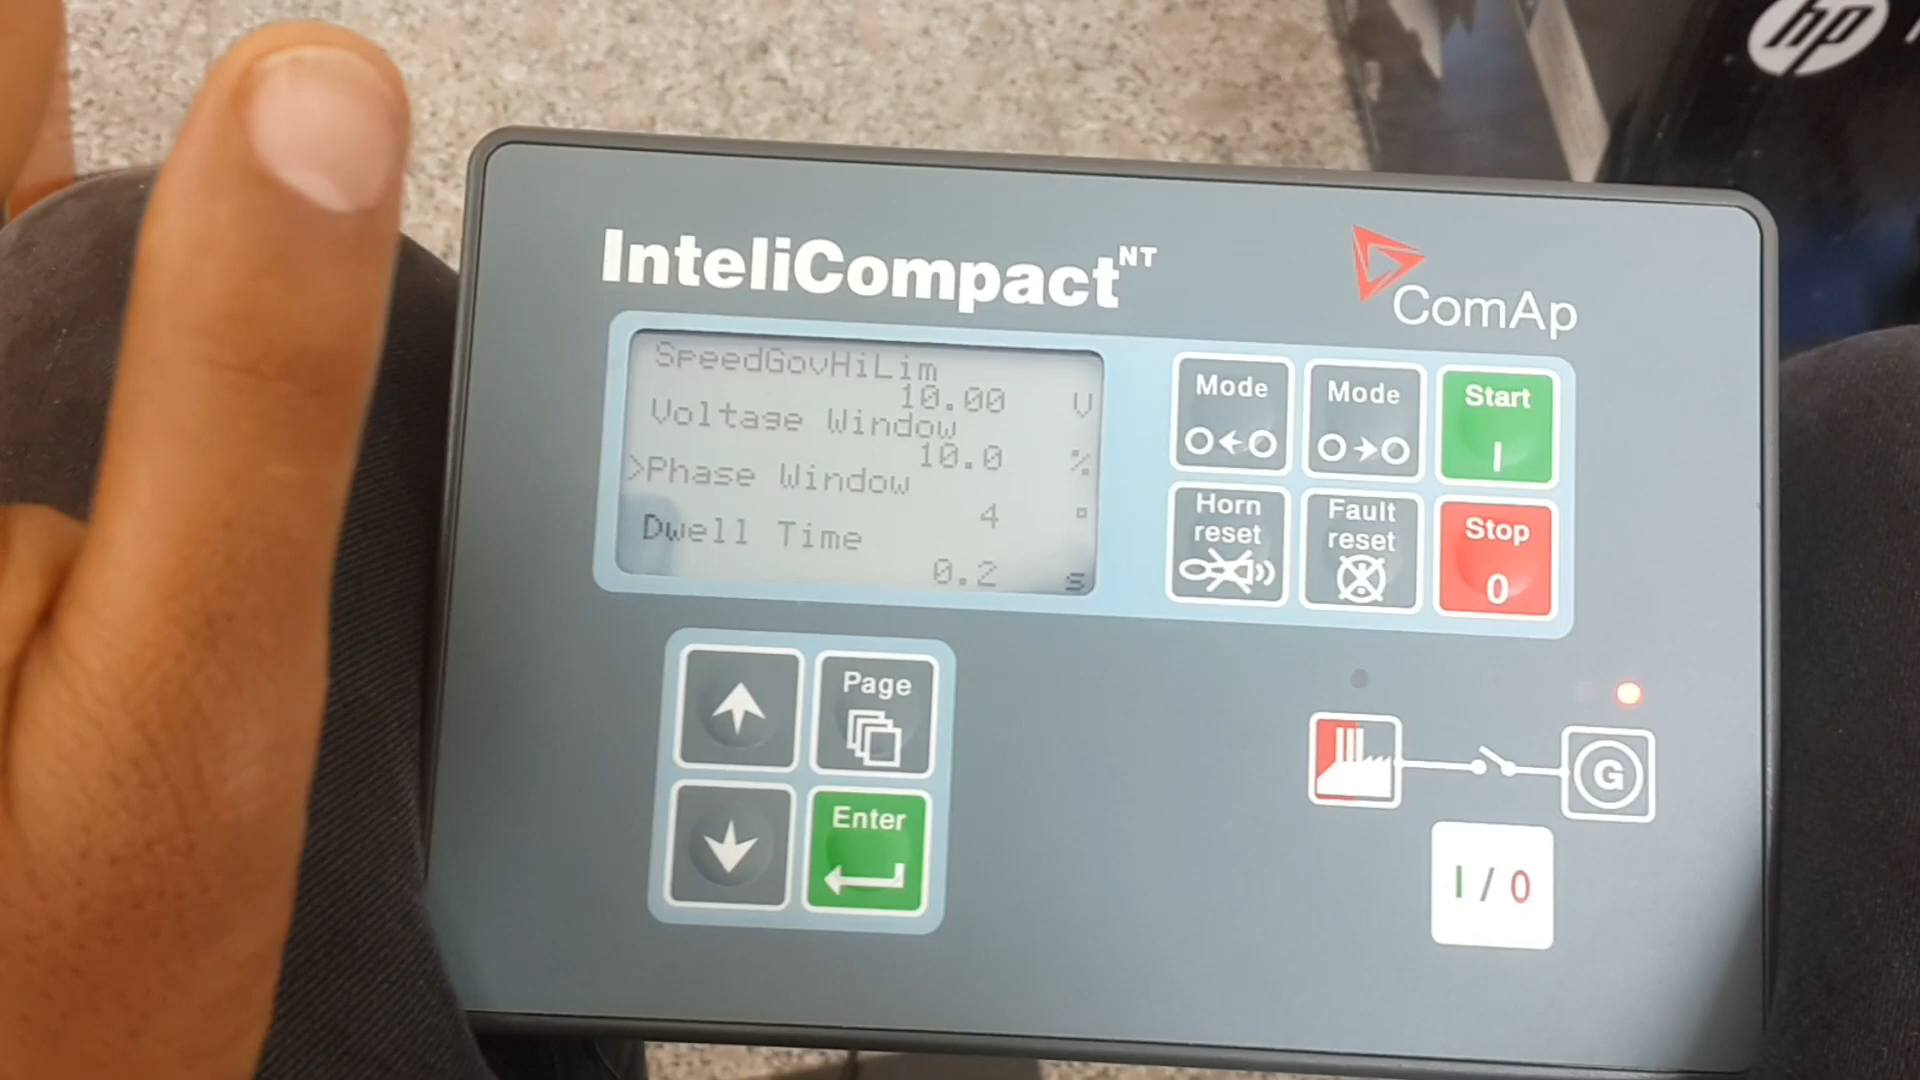 hp
InteliCompact NT
ComAp
SpeedGovHiLim
10.00 V
Voltage Window
10.0 %
>Phase Window
4 °
Dwell Time
0.2 s
Mode
Mode
Start
I
Horn
reset
Fault
reset
Stop
0
Page
Enter
G
I / 0